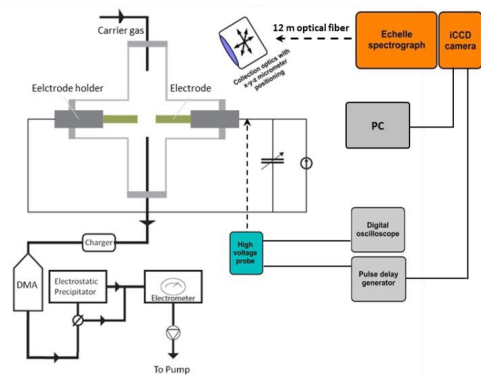 Carrier gas
Eelctrode holder
Electrode
Collection optics with
x-y-z micrometer
positioning
12 m optical fiber
Echelle
spectrograph
iCCD
camera
PC
Digital
oscilloscope
High
voltage
probe
Pulse delay
generator
Charger
DMA
Electrostatic
Precipitator
Electrometer
To Pump